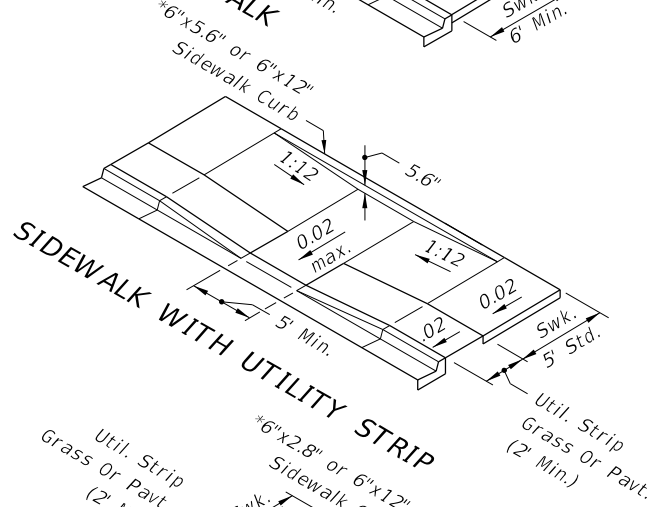 6' Min.
*6"x5.6" or 6"x12"
Sidewalk Curb
5.6"
1:12
0.02
max.
1:12
0.02
.02
5' Min.
Swk.
5' Std.
Util. Strip
Grass Or Pavt.
(2' Min.)
SIDEWALK WITH UTILITY STRIP
Util. Strip
Grass Or Pavt
(2'
*6"x2.8" or 6"x12"
Sidewalk